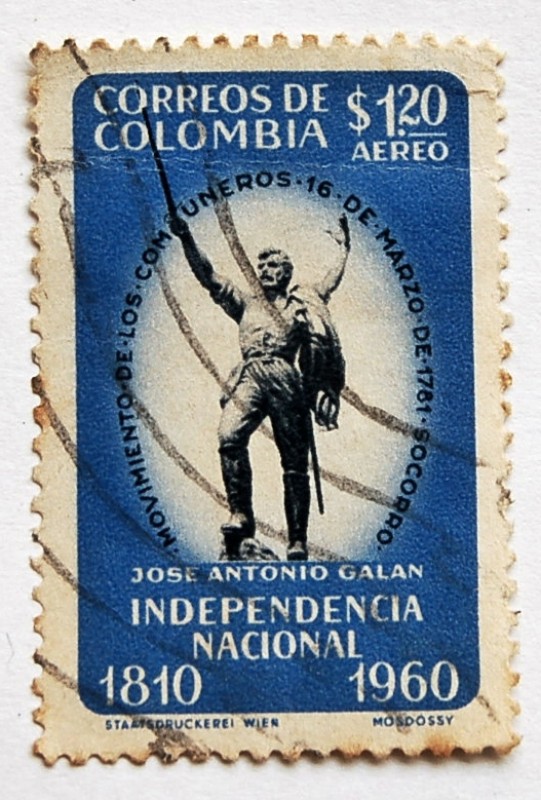 CORREOS DE
COLOMBIA
$1.20
AEREO
·MOVIMIENTO·DE·LOS·COMUNEROS·16·DE·MARZO·DE·1781·SOCORRO·
JOSE ANTONIO GALAN
INDEPENDENCIA
NACIONAL
1810 1960
STAATSDRUCKEREI WIEN MOSDÓSSY